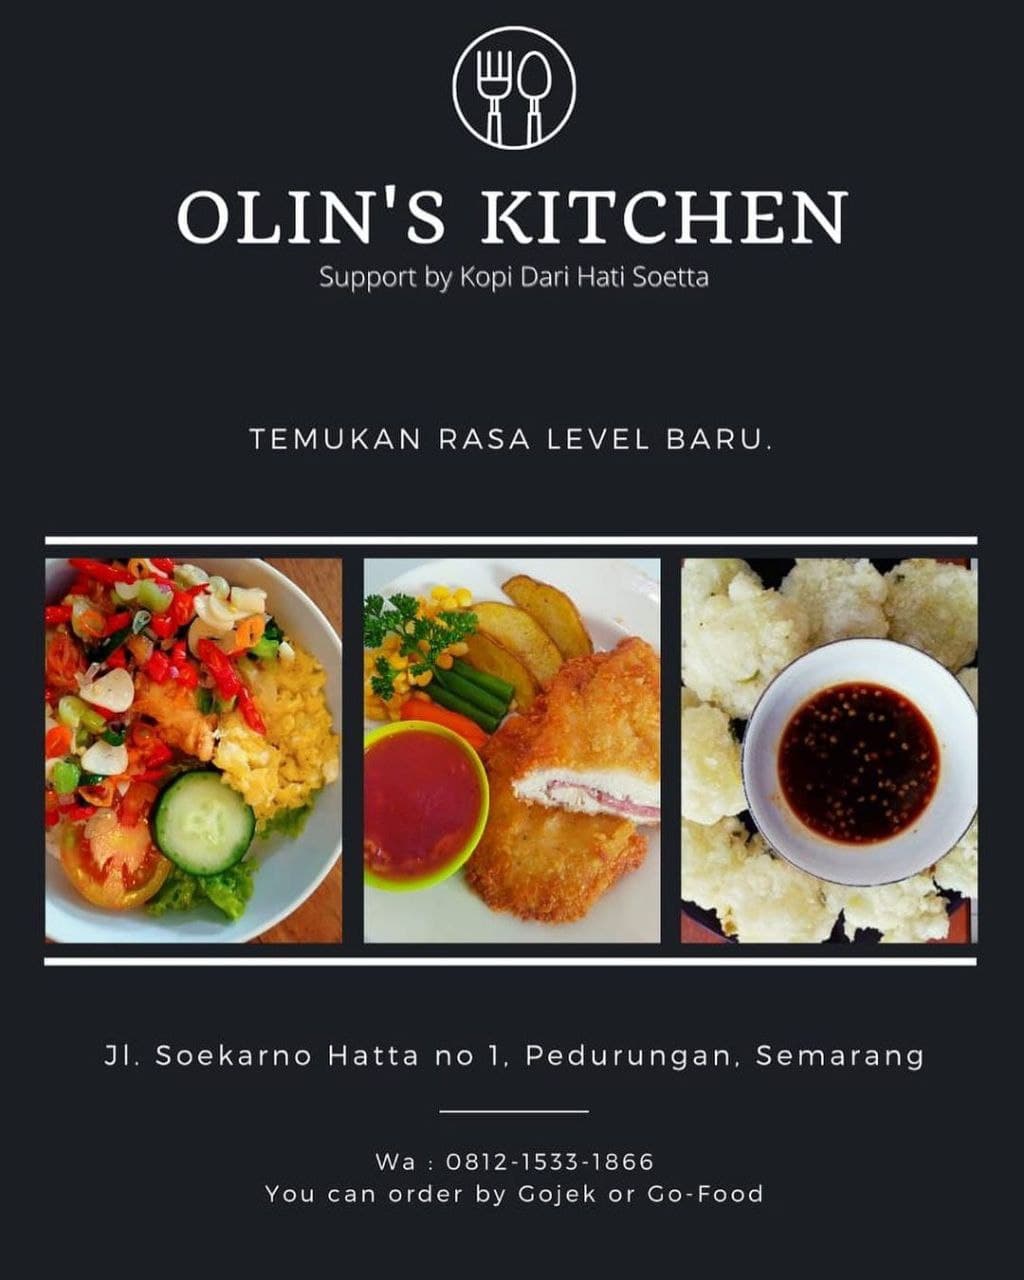 OLIN'S KITCHEN
Support by Kopi Dari Hati Soetta
TEMUKAN RASA LEVEL BARU.
Jl. Soekarno Hatta no 1, Pedurungan, Semarang
Wa : 0812-1533-1866
You can order by Gojek or Go-Food